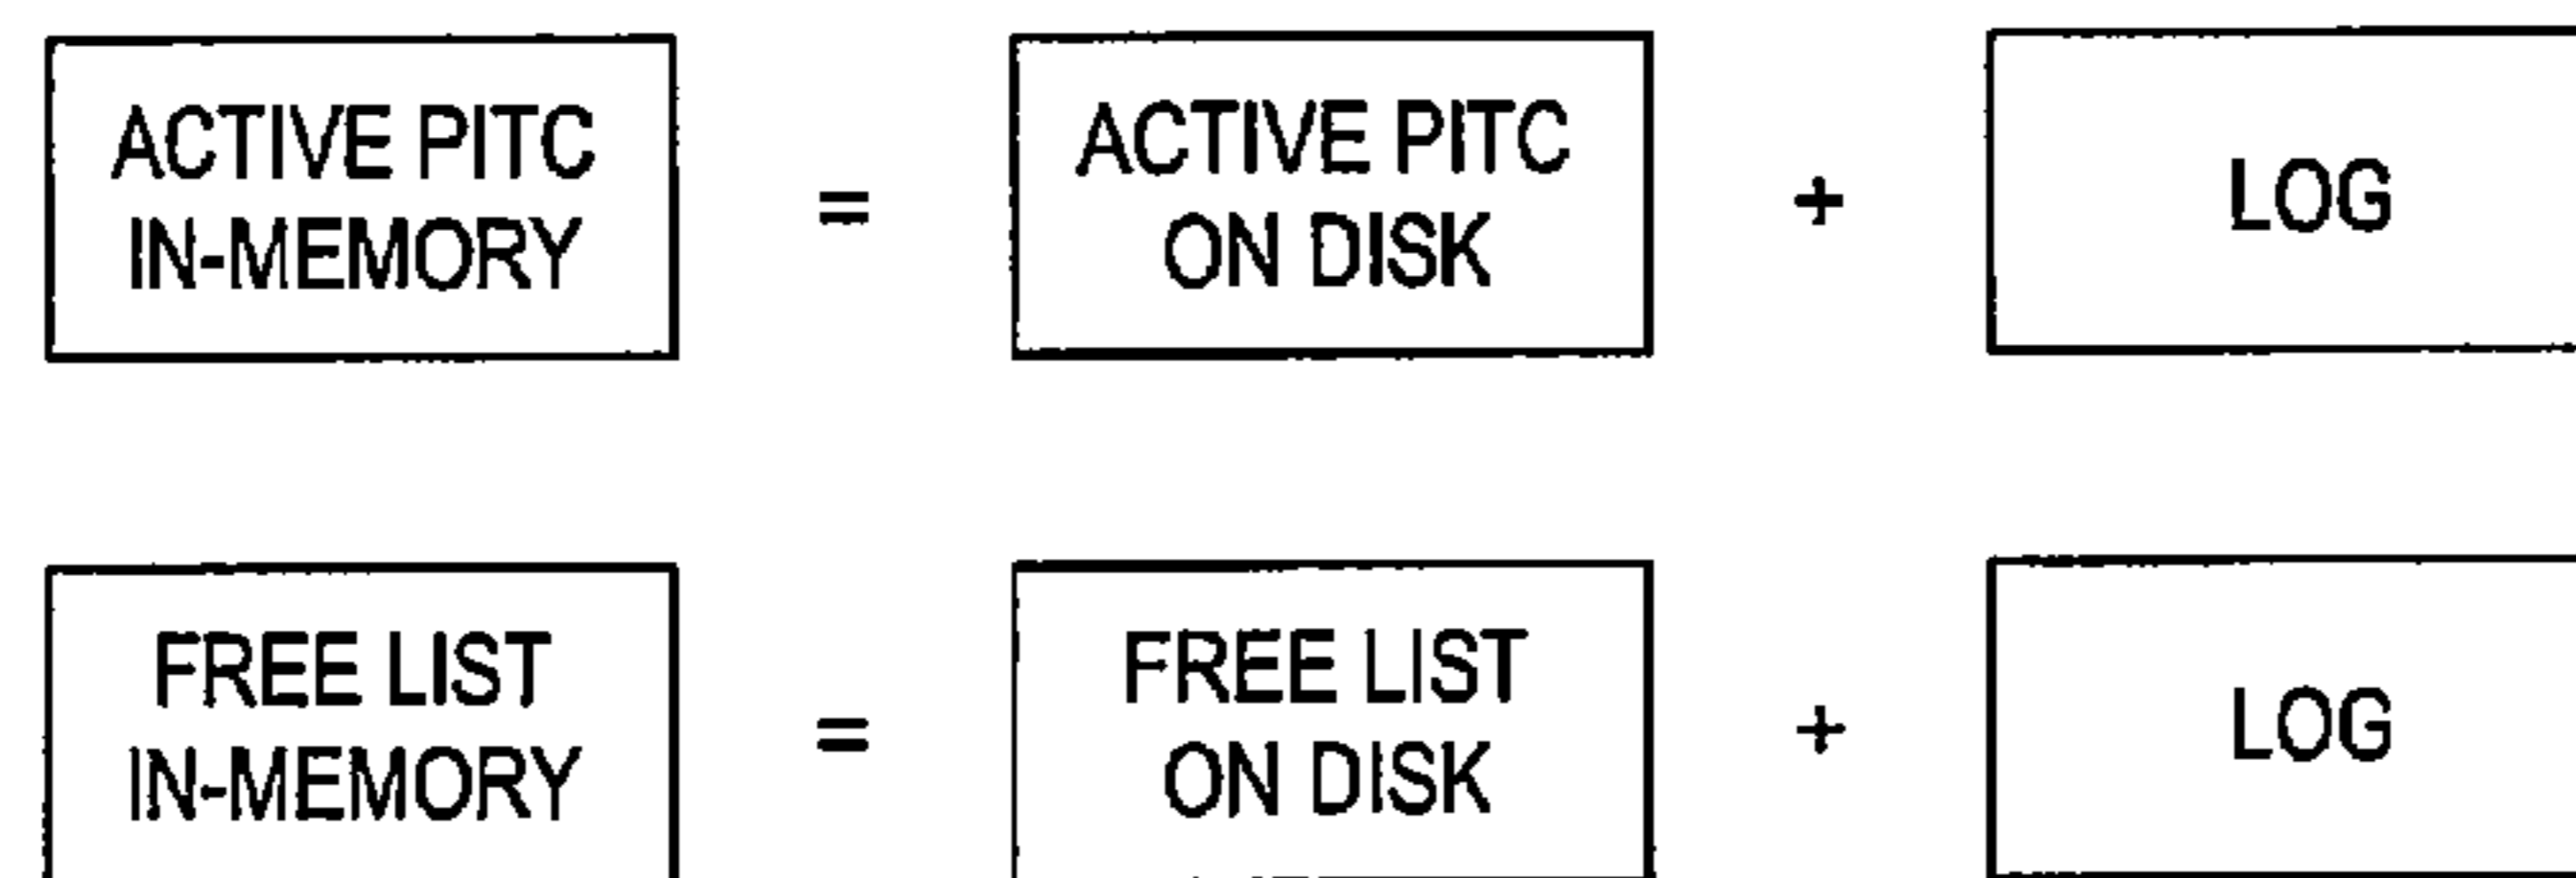 ACTIVE PITC
IN-MEMORY
=
ACTIVE PITC
ON DISK
+
LOG
FREE LIST
IN-MEMORY
=
FREE LIST
ON DISK
+
LOG